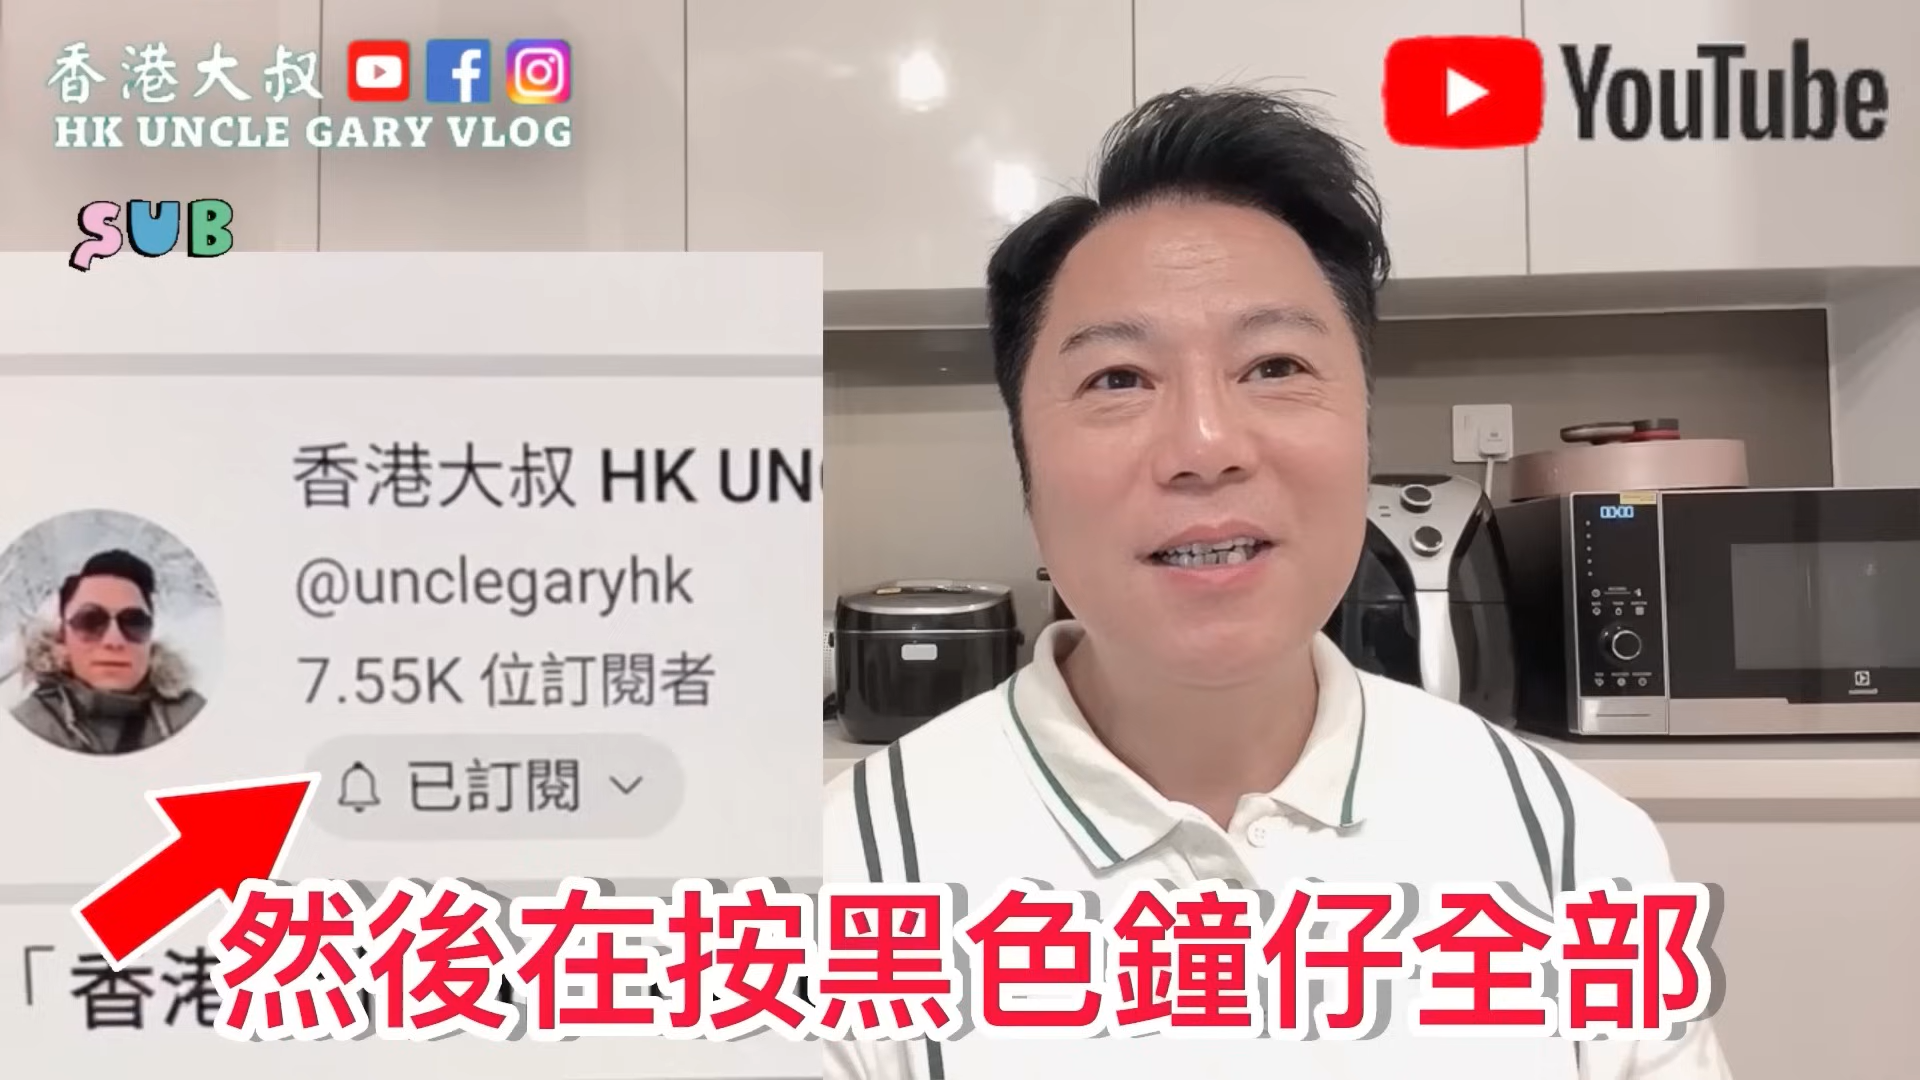 香港大叔
HK UNCLE GARY VLOG
YouTube
SUB
香港大叔 HK UN
@unclegaryhk
7.55K 位訂閱者
已訂閱
「香港
然後在按黑色鐘仔全部